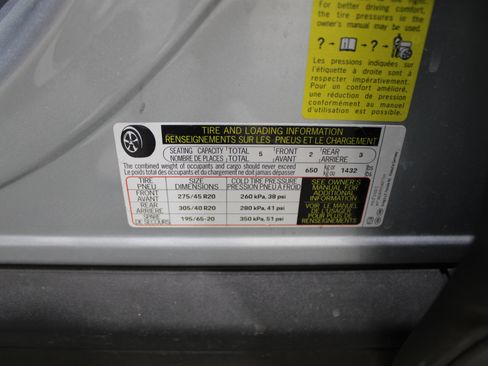 For better driving comfort,
the tire pressures in the
owner's manual may be used.
? → → ?
Les pressions indiquées sur
l'étiquette à droite sont à
respecter impérativement.
Pour un confort amélioré,
une réduction de pression
conformément au manuel
d'utilisation est possible.
TIRE AND LOADING INFORMATION
RENSEIGNEMENTS SUR LES PNEUS ET LE CHARGEMENT
SEATING CAPACITY TOTAL 5 FRONT 2 REAR 3
NOMBRE DE PLACES TOTAL AVANT ARRIÈRE
The combined weight of occupants and cargo should never exceed 650 kg or 1432 lbs
Le poids total des occupants et du chargement ne doit jamais dépasser kg ou lb
TIRE SIZE COLD TIRE PRESSURE SEE OWNER'S
PNEU DIMENSIONS PRESSION PNEU À FROID MANUAL FOR
FRONT 275/45 R20 260 kPa, 38 psi ADDITIONAL
AVANT INFORMATION
REAR 305/40 R20 280 kPa, 41 psi VOIR LE MANUEL
ARRIÈRE DE L'USAGER
SPARE 195/65-20 350 kPa, 51 psi POUR PLUS DE
DE SECOURS RENSEIGNEMENTS